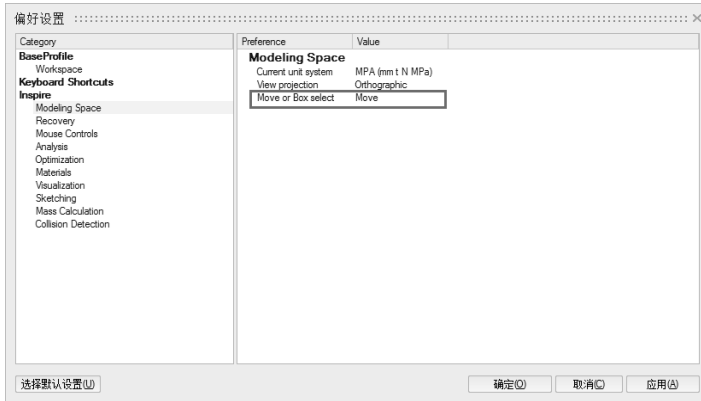 偏好设置
Category
BaseProfile
Workspace
Keyboard Shortcuts
Inspire
Modeling Space
Recovery
Mouse Controls
Analysis
Optimization
Materials
Visualization
Sketching
Mass Calculation
Collision Detection
Preference Value
Modeling Space
Current unit system MPA (mm t N MPa)
View projection Orthographic
Move or Box select Move
选择默认设置(U) 确定(O) 取消(C) 应用(A)